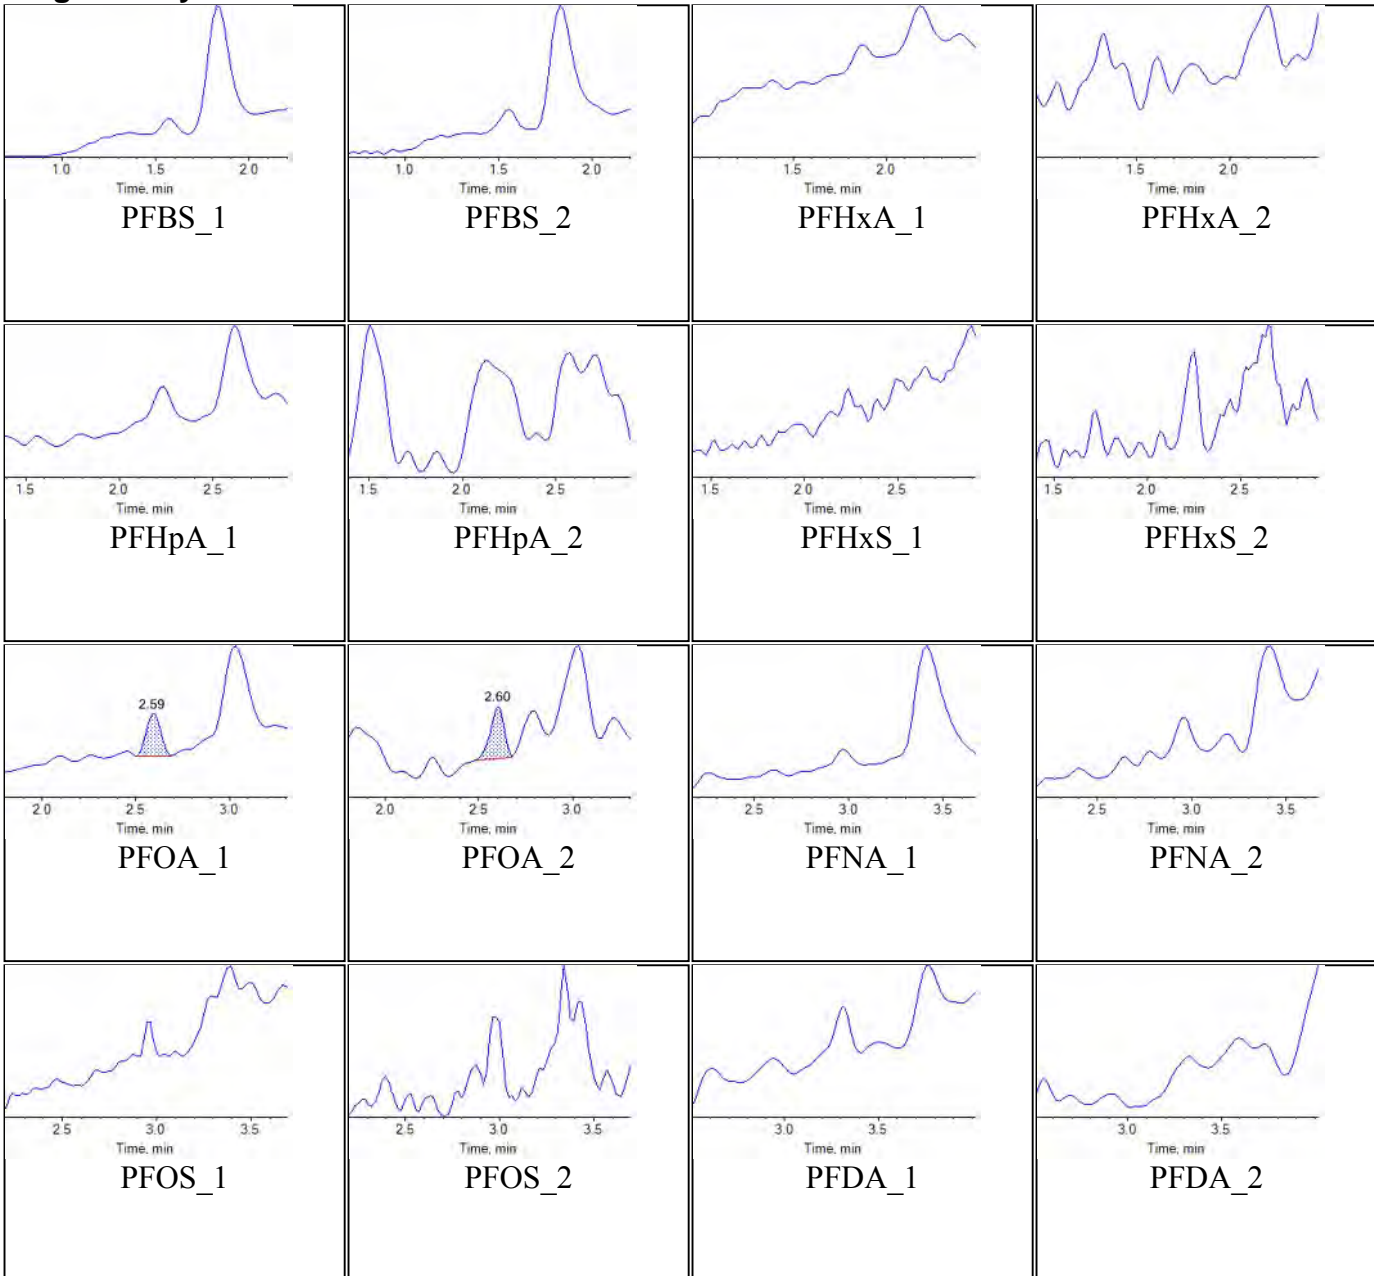 1.0 1.5 2.0 1.0 1.5 2.0 1.5 2.0 1.5 2.0
Time, min Time, min Time, min Time, min
PFBS_1 PFBS_2 PFHxA_1 PFHxA_2
1.5 2.0 2.5 1.5 2.0 2.5 1.5 2.0 2.5 1.5 2.0 2.5
Time, min Time, min Time, min Time, min
PFHpA_1 PFHpA_2 PFHxS_1 PFHxS_2
2.59 2.60
2.0 2.5 3.0 2.0 2.5 3.0 2.5 3.0 3.5 2.5 3.0 3.5
Time, min Time, min Time, min Time, min
PFOA_1 PFOA_2 PFNA_1 PFNA_2
2.5 3.0 3.5 2.5 3.0 3.5 3.0 3.5 3.0 3.5
Time, min Time, min Time, min Time, min
PFOS_1 PFOS_2 PFDA_1 PFDA_2